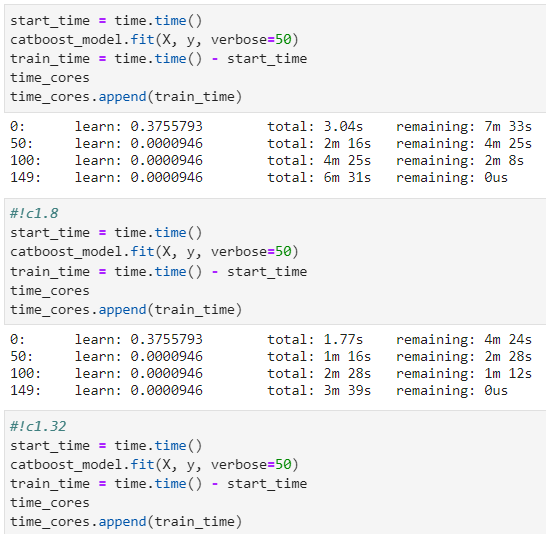 start_time = time.time()
catboost_model.fit(X, y, verbose=50)
train_time = time.time() - start_time
time_cores
time_cores.append(train_time)
0: learn: 0.3755793 total: 3.04s remaining: 7m 33s
50: learn: 0.0000946 total: 2m 16s remaining: 4m 25s
100: learn: 0.0000946 total: 4m 25s remaining: 2m 8s
149: learn: 0.0000946 total: 6m 31s remaining: 0us
#!c1.8
start_time = time.time()
catboost_model.fit(X, y, verbose=50)
train_time = time.time() - start_time
time_cores
time_cores.append(train_time)
0: learn: 0.3755793 total: 1.77s remaining: 4m 24s
50: learn: 0.0000946 total: 1m 16s remaining: 2m 28s
100: learn: 0.0000946 total: 2m 28s remaining: 1m 12s
149: learn: 0.0000946 total: 3m 39s remaining: 0us
#!c1.32
start_time = time.time()
catboost_model.fit(X, y, verbose=50)
train_time = time.time() - start_time
time_cores
time_cores.append(train_time)